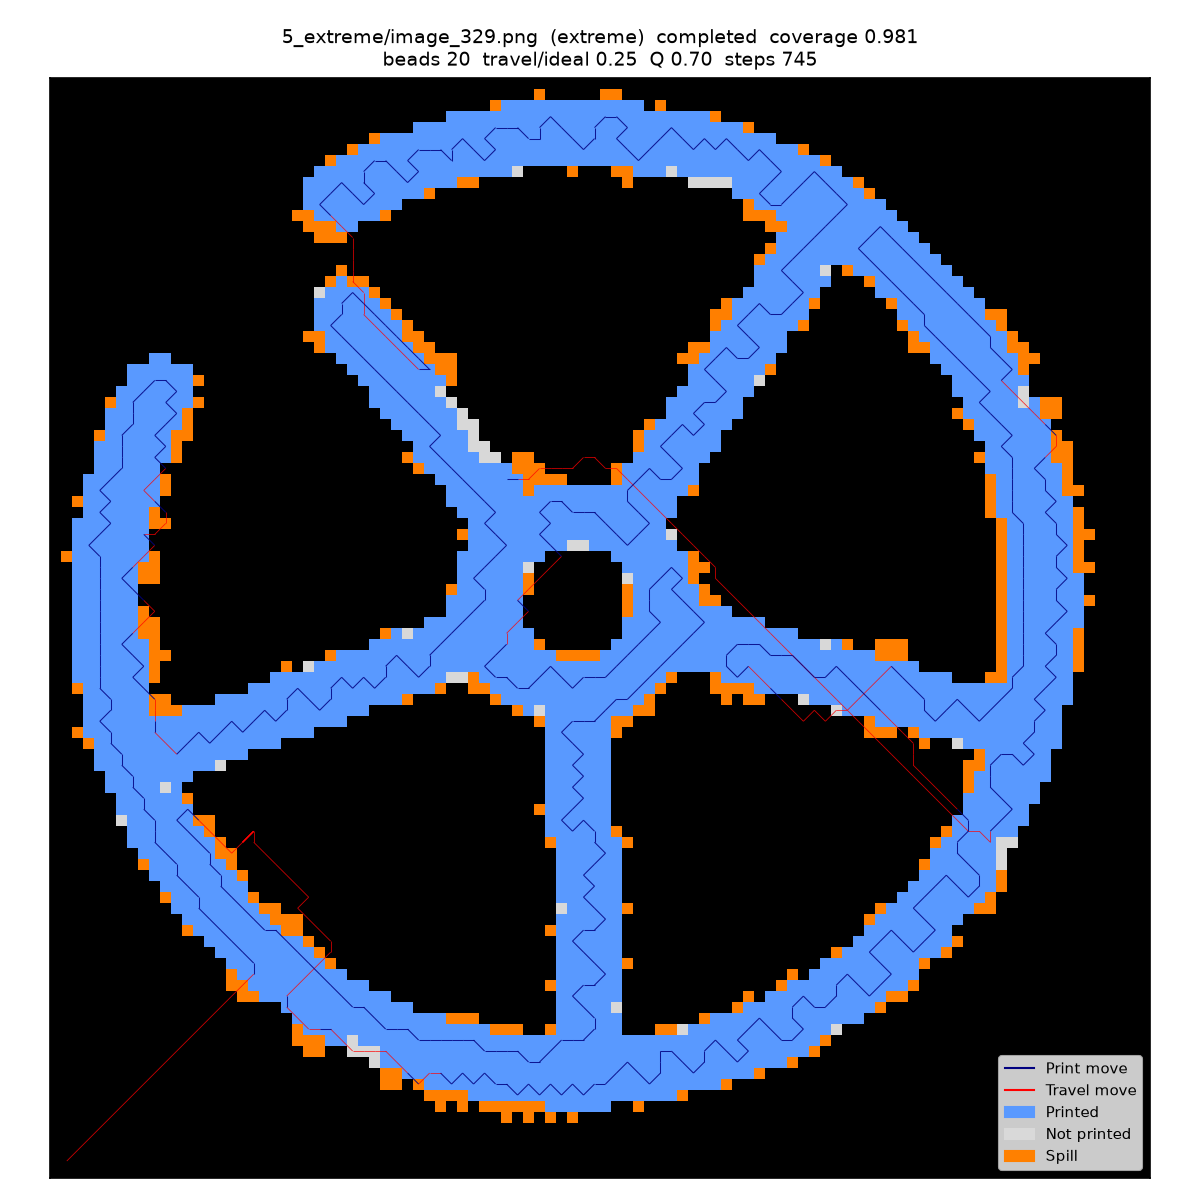 5_extreme/image_329.png  (extreme)  completed  coverage 0.981
beads 20  travel/ideal 0.25  Q 0.70  steps 745
Print move
Travel move
Printed
Not printed
Spill